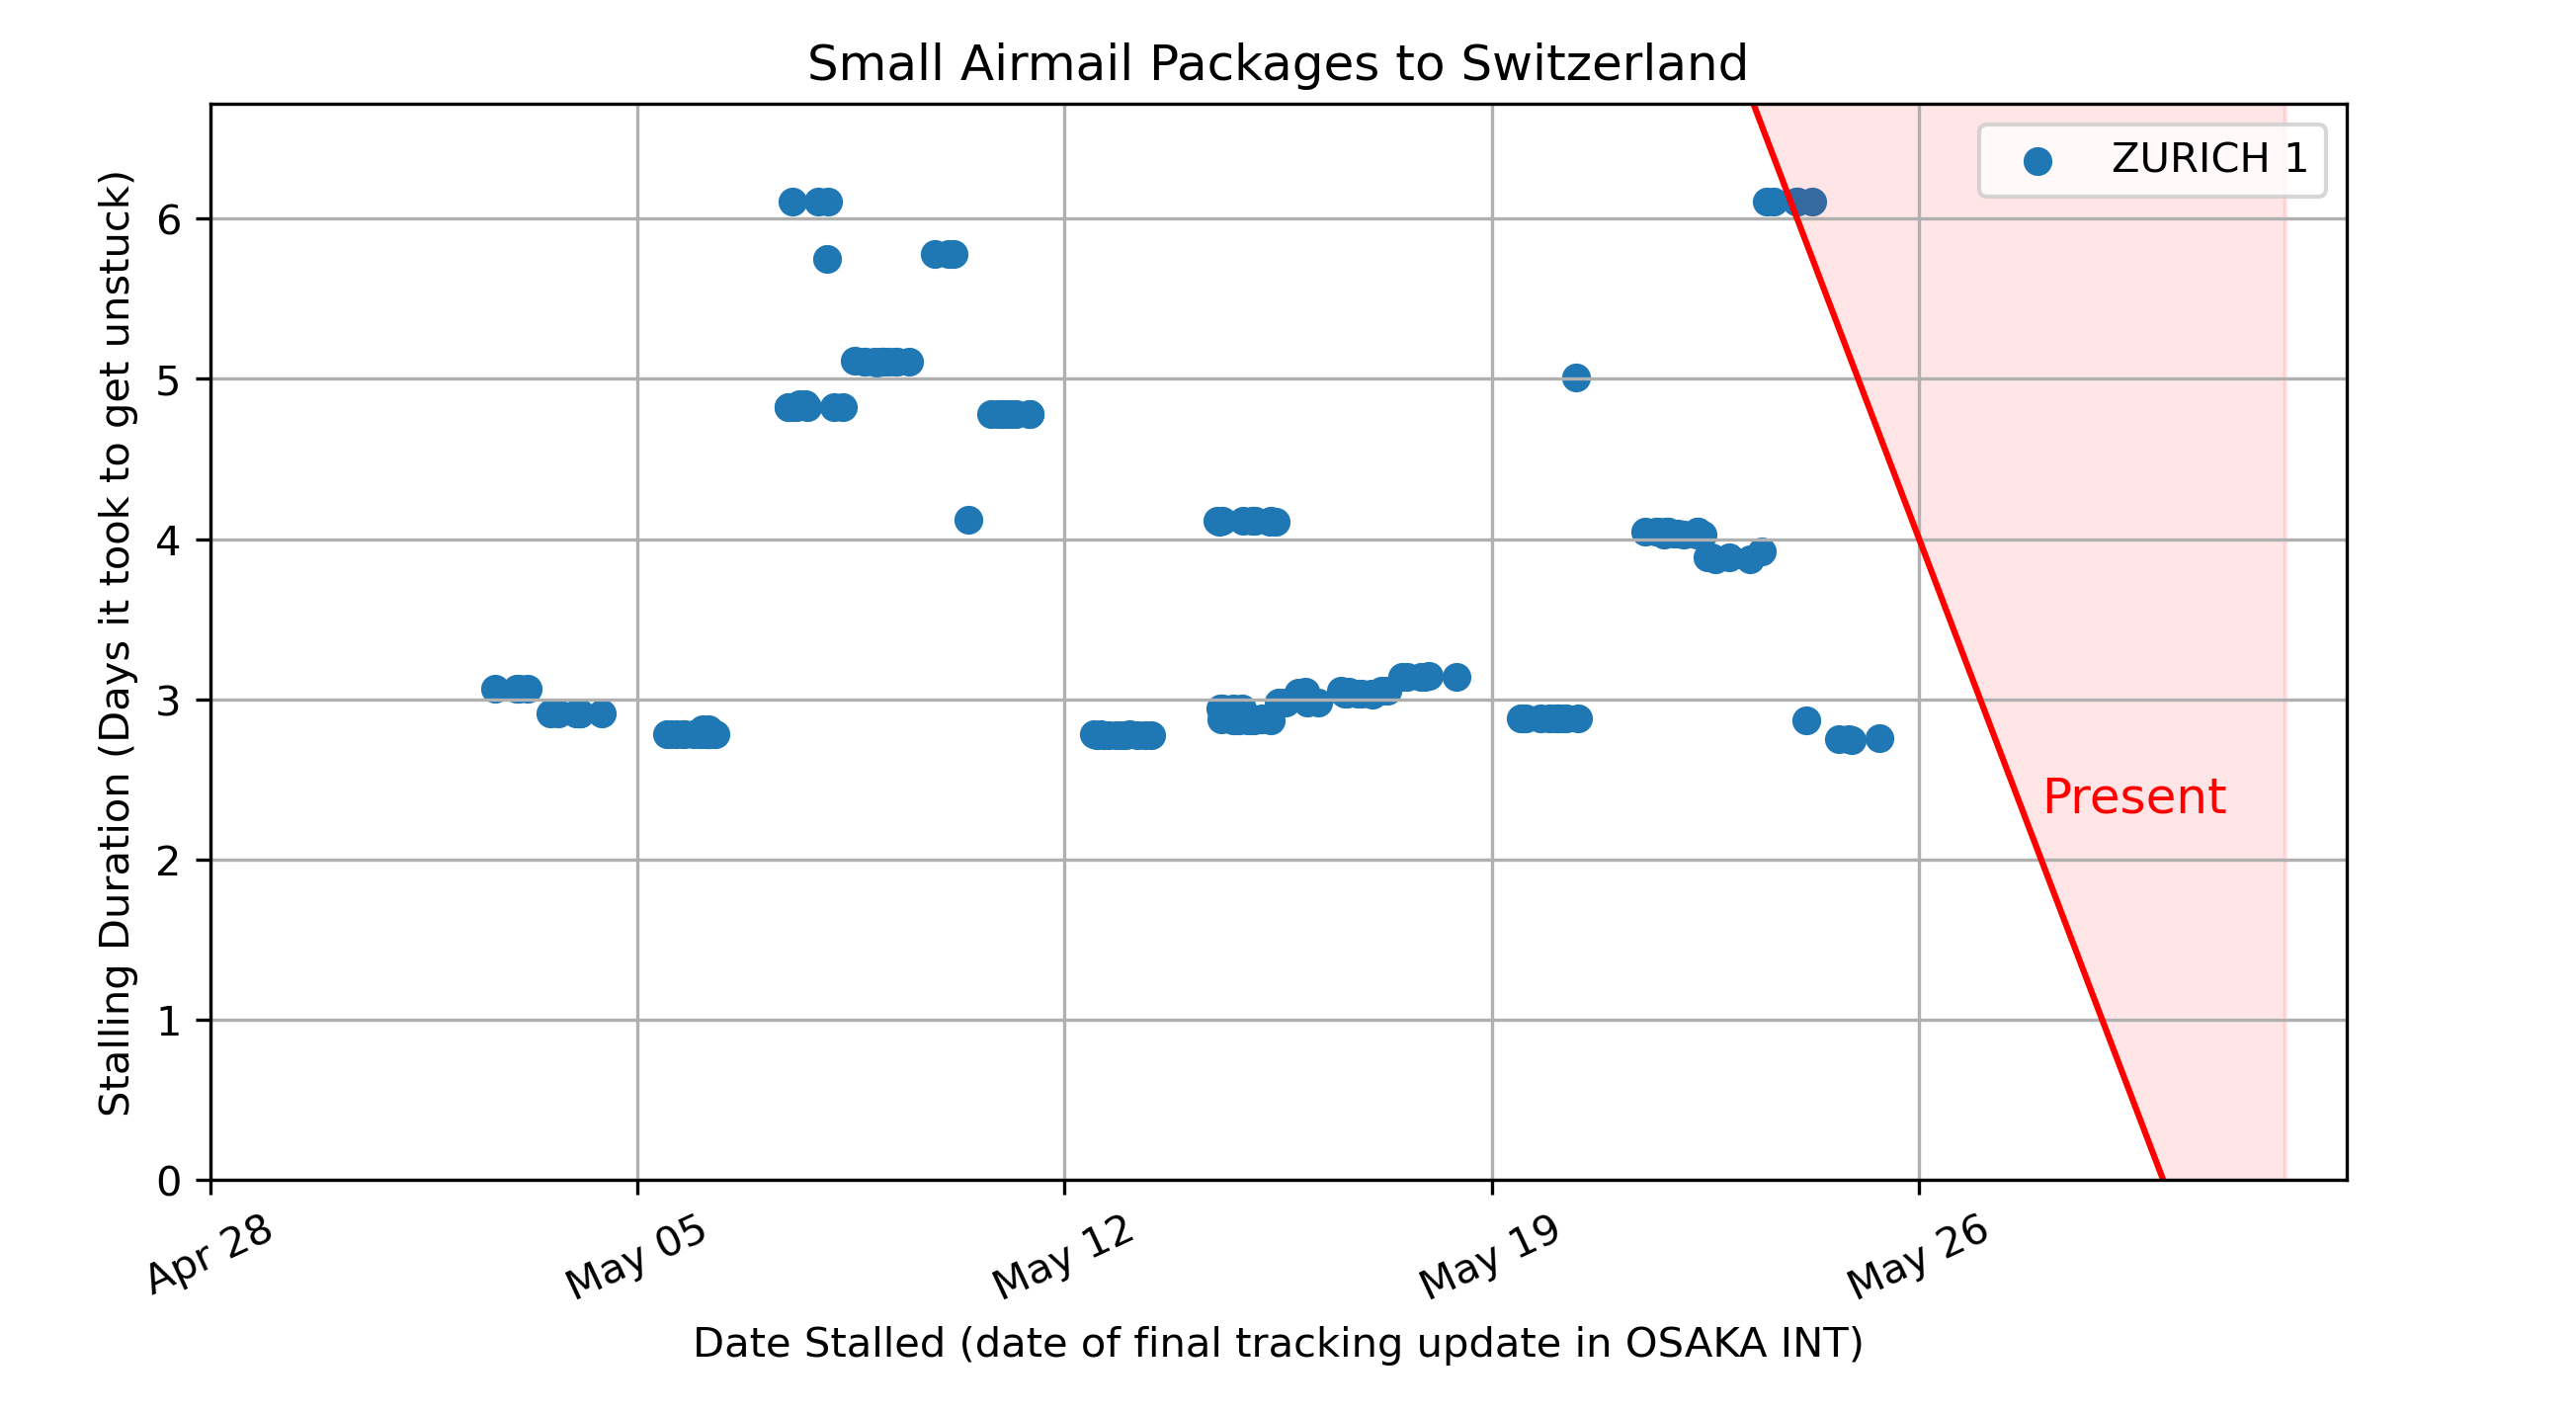 Small Airmail Packages to Switzerland
ZURICH 1
Stalling Duration (Days it took to get unstuck)
6
5
4
3
2
1
0
Present
Apr 28
May 05
May 12
May 19
May 26
Date Stalled (date of final tracking update in OSAKA INT)